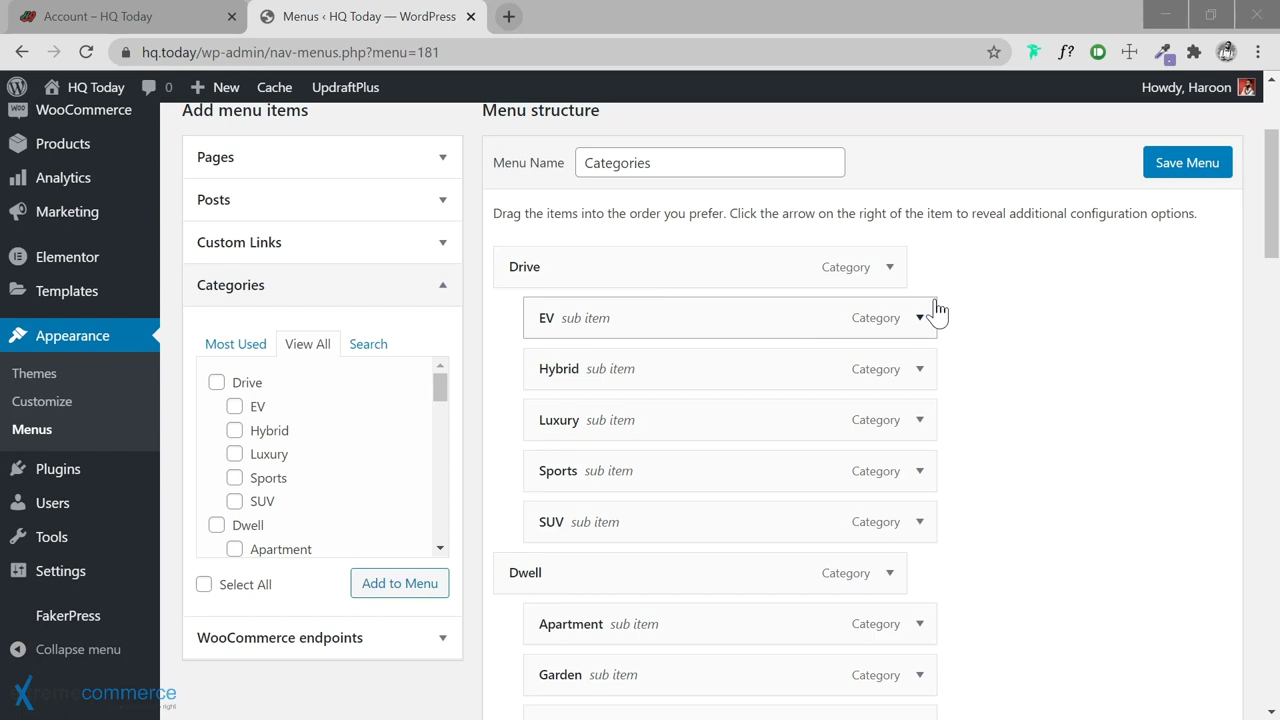 Account – HQ Today
Menus ‹ HQ Today — WordPress
hq.today/wp-admin/nav-menus.php?menu=181
f?
HQ Today
0
New
Cache
UpdraftPlus
Howdy, Haroon
WooCommerce
Products
Analytics
Marketing
Elementor
Templates
Appearance
Themes
Customize
Menus
Plugins
Users
Tools
Settings
FakerPress
Collapse menu
Add menu items
Pages
Posts
Custom Links
Categories
Most Used
View All
Search
Drive
EV
Hybrid
Luxury
Sports
SUV
Dwell
Apartment
Select All
Add to Menu
WooCommerce endpoints
Menu structure
Menu Name
Categories
Save Menu
Drag the items into the order you prefer. Click the arrow on the right of the item to reveal additional configuration options.
Drive Category
EV sub item Category
Hybrid sub item Category
Luxury sub item Category
Sports sub item Category
SUV sub item Category
Dwell Category
Apartment sub item Category
Garden sub item Category
xtremecommerce